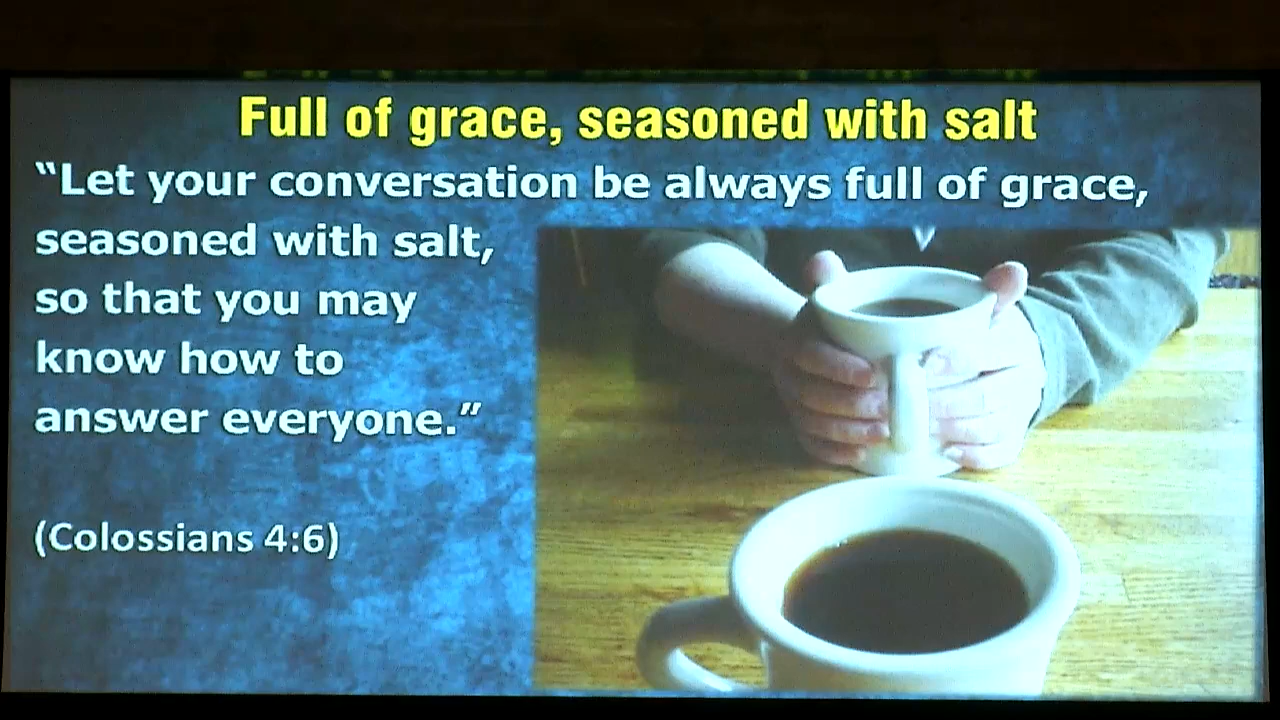 Full of grace, seasoned with salt
“Let your conversation be always full of grace,
seasoned with salt,
so that you may
know how to
answer everyone.”
(Colossians 4:6)